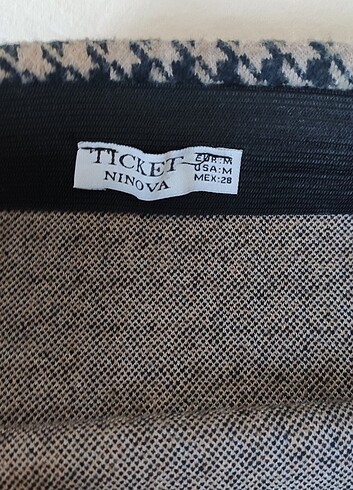 TICKET
NINOVA
EUR:M
USA:M
MEX:28